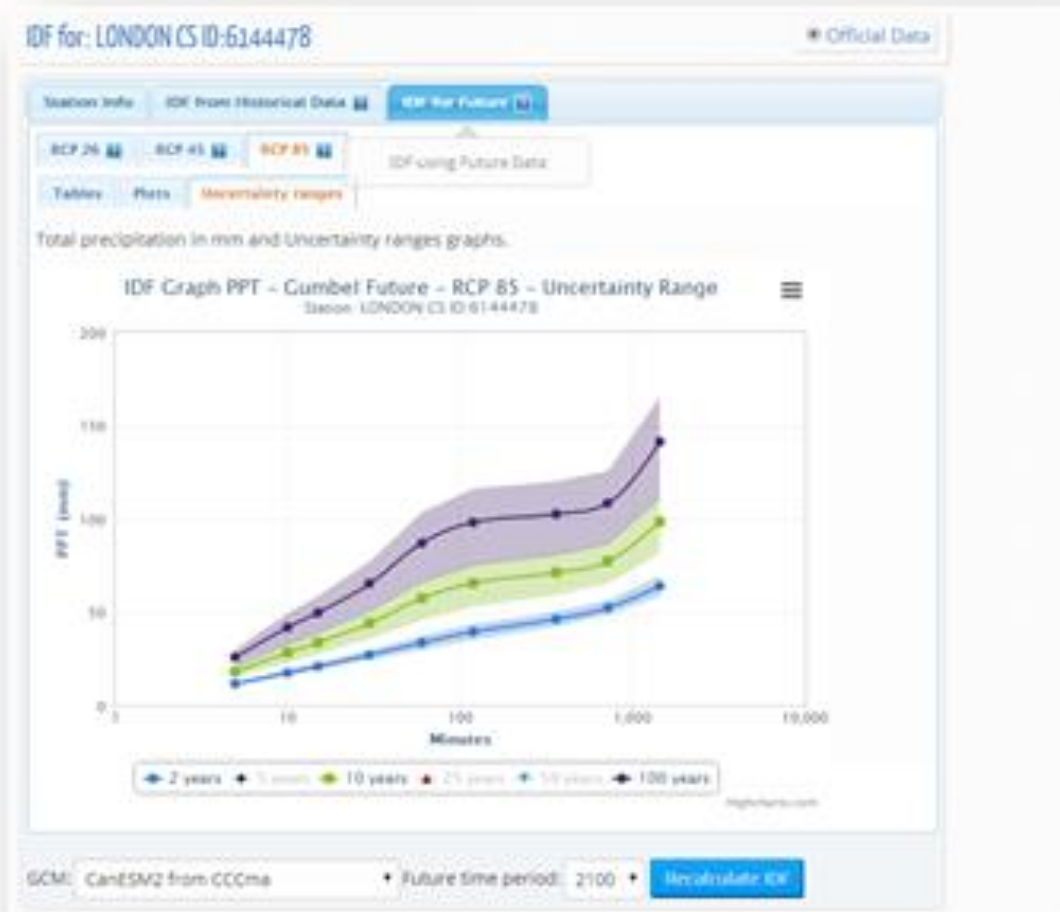 IDF for: LONDON CS ID:6144478
Official Data
Station Info IDF from Historical Data IDF for Future
RCP 26 RCP 45 RCP 85
IDF using Future Data
Tables Plots Uncertainty ranges
Total precipitation in mm and Uncertainty ranges graphs.
IDF Graph PPT - Gumbel Future - RCP 85 - Uncertainty Range
Station: LONDON CS ID:6144478
200
150
100
50
0
PPT (mm)
10 100 1,000 10,000
Minutes
2 years 5 years 10 years 25 years 50 years 100 years
Highcharts.com
GCM: CanESM2 from CCCma Future time period: 2100 Recalculate IDF